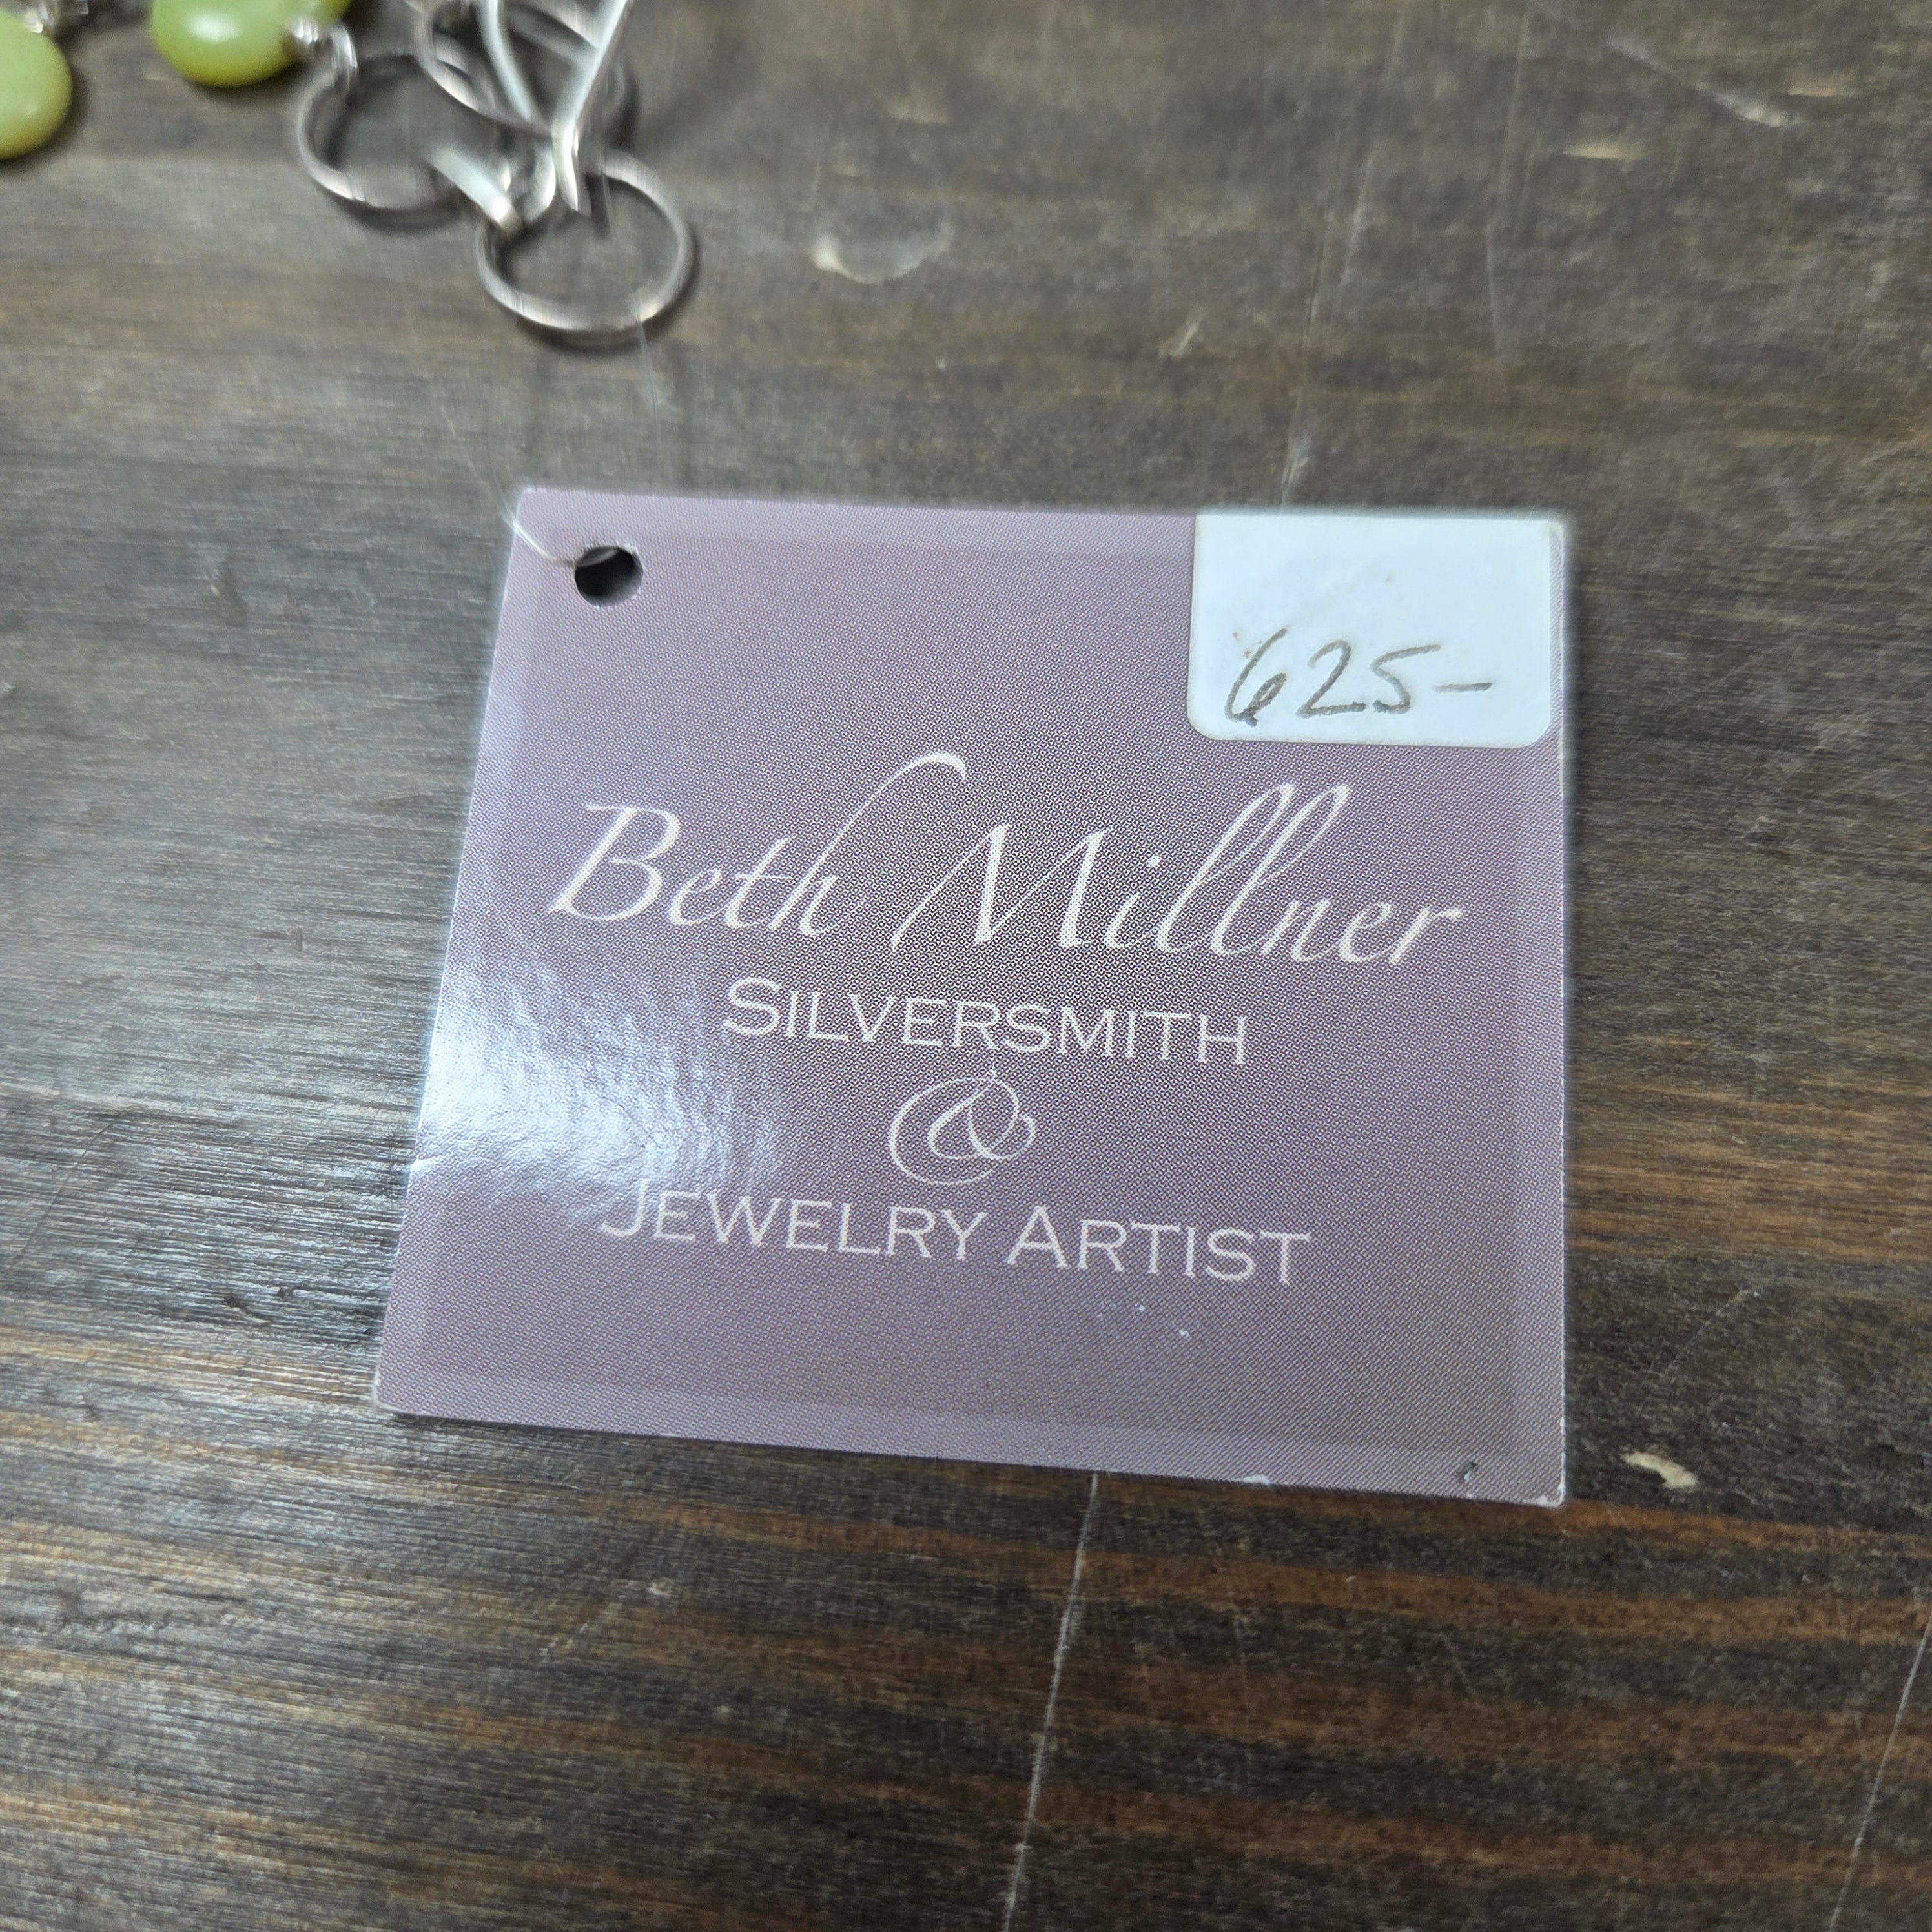 625-
Beth Millner
SILVERSMITH
&
JEWELRY ARTIST